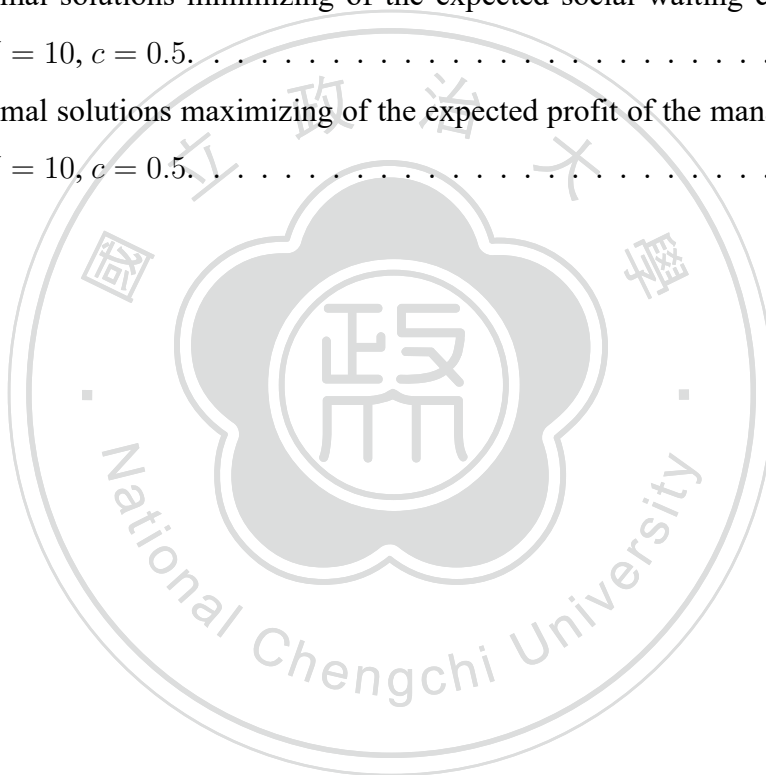 mal solutions minimizing of the expected social waiting
= 10, c = 0.5. . . . . . . . . . . . . . . . . . . . . . . . .
mal solutions maximizing of the expected profit of the man
= 10, c = 0.5. . . . . . . . . . . . . . . . . . . . . . . . .
國立政治大學
政
National Chengchi University